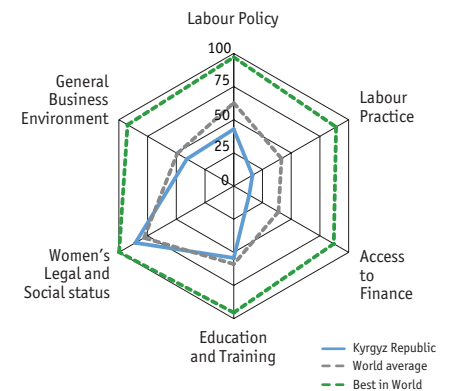 Labour Policy
100
75
50
25
0
General
Business
Environment
Labour
Practice
Women's
Legal and
Social status
Access
to
Finance
Education
and Training
Kyrgyz Republic
World average
Best in World